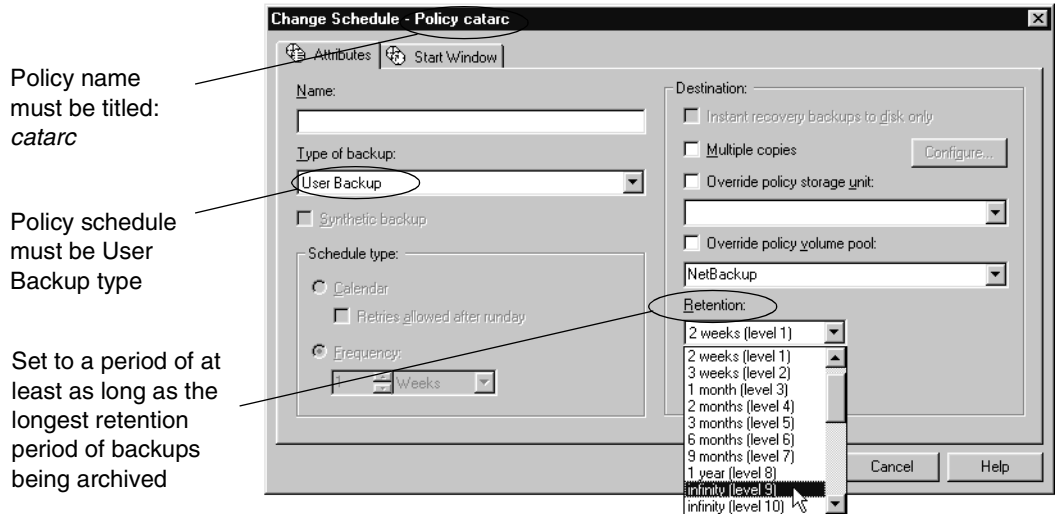 Change Schedule - Policy catarc
Attributes
Start Window
Policy name
must be titled:
catarc
Policy schedule
must be User
Backup type
Set to a period of at
least as long as the
longest retention
period of backups
being archived
Name:
Type of backup:
User Backup
Synthetic backup
Schedule type:
Calendar
Retries allowed after runday
Frequency:
1
Weeks
Destination:
Instant recovery backups to disk only
Multiple copies
Configure...
Override policy storage unit:
Override policy volume pool:
NetBackup
Retention:
2 weeks (level 1)
2 weeks (level 1)
3 weeks (level 2)
1 month (level 3)
2 months (level 4)
3 months (level 5)
6 months (level 6)
9 months (level 7)
1 year (level 8)
infinity (level 9)
infinity (level 10)
Cancel
Help